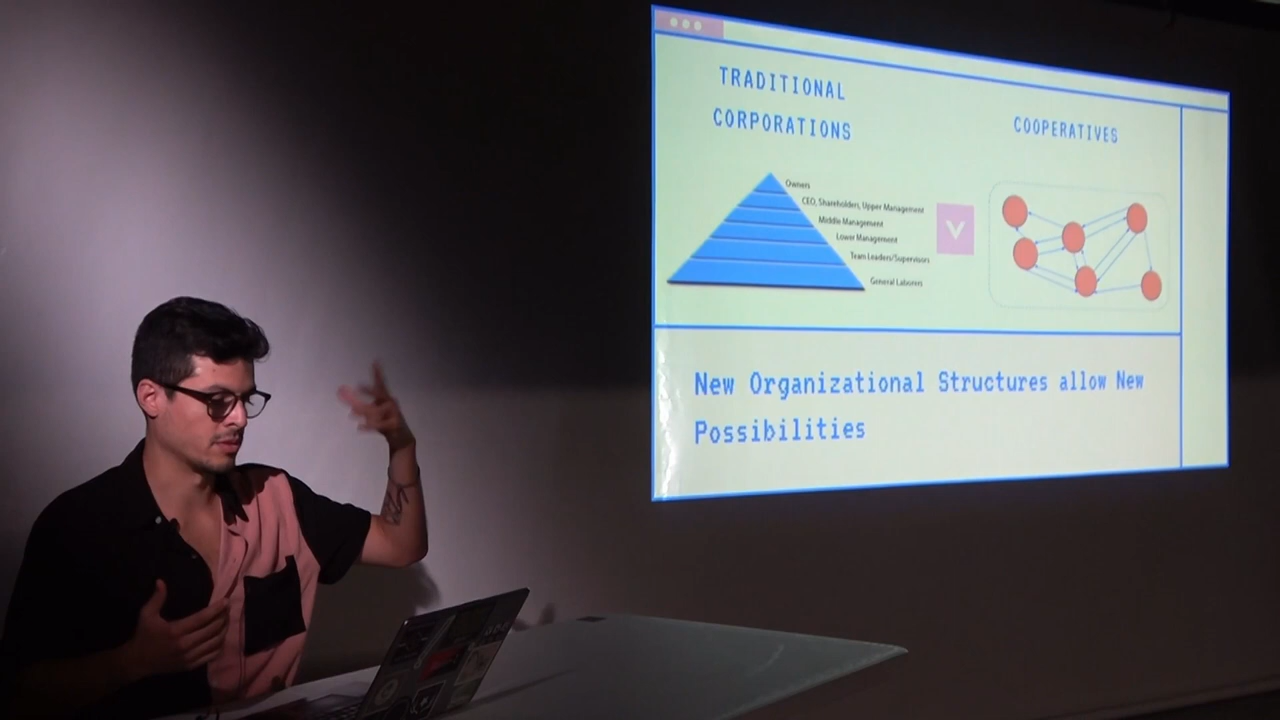 TRADITIONAL
CORPORATIONS
COOPERATIVES
Owners
CEO, Shareholders, Upper Management
Middle Management
Lower Management
Team Leaders/Supervisors
General Laborers
V
New Organizational Structures allow New
Possibilities